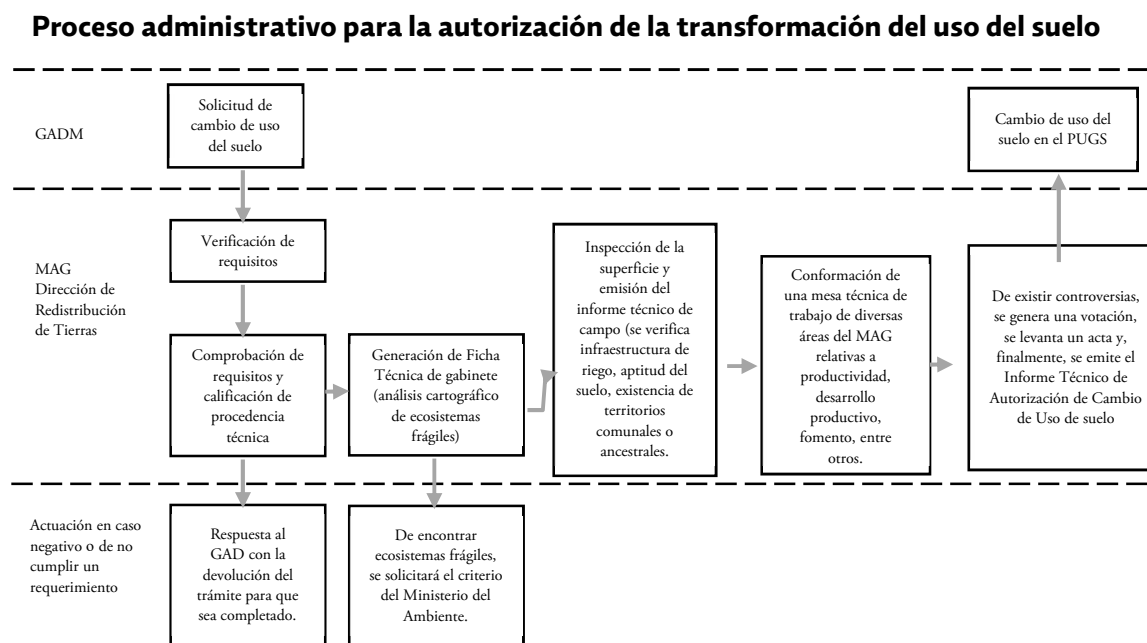 Proceso administrativo para la autorización de la transformación del uso del suelo
GADM
Solicitud de
cambio de uso
del suelo
Cambio de uso del
suelo en el PUGS
MAG
Dirección de
Redistribución
de Tierras
Verificación de
requisitos
Comprobación de
requisitos y
calificación de
procedencia
técnica
Generación de Ficha
Técnica de gabinete
(análisis cartográfico
de ecosistemas
frágiles)
Inspección de la
superficie y
emisión del
informe técnico de
campo (se verifica
infraestructura de
riego, aptitud del
suelo, existencia de
territorios
comunales o
ancestrales.
Conformación de
una mesa técnica de
trabajo de diversas
áreas del MAG
relativas a
productividad,
desarrollo
productivo,
fomento, entre
otros.
De existir controversias,
se genera una votación,
se levanta un acta y,
finalmente, se emite el
Informe Técnico de
Autorización de Cambio
de Uso de suelo
Actuación en caso
negativo o de no
cumplir un
requerimiento
Respuesta al
GAD con la
devolución del
trámite para que
sea completado.
De encontrar
ecosistemas frágiles,
se solicitará el criterio
del Ministerio del
Ambiente.